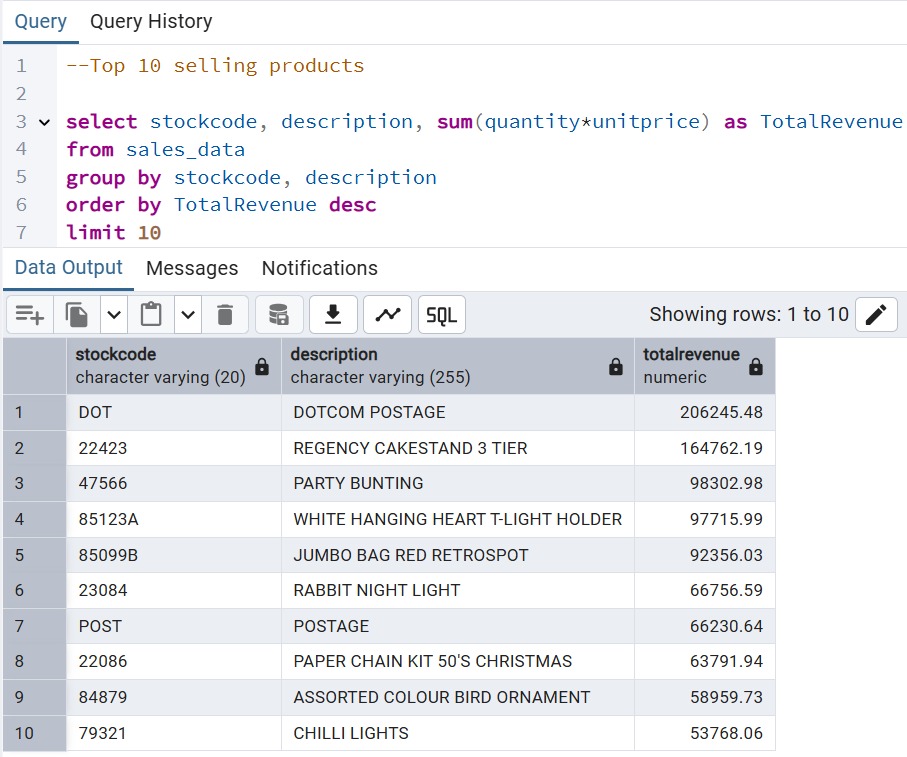 Query Query History
1 --Top 10 selling products
2
3 select stockcode, description, sum(quantity*unitprice) as TotalRevenue
4 from sales_data
5 group by stockcode, description
6 order by TotalRevenue desc
7 limit 10
Data Output Messages Notifications
SQL Showing rows: 1 to 10
stockcode description totalrevenue
character varying (20) character varying (255) numeric
1 DOT DOTCOM POSTAGE 206245.48
2 22423 REGENCY CAKESTAND 3 TIER 164762.19
3 47566 PARTY BUNTING 98302.98
4 85123A WHITE HANGING HEART T-LIGHT HOLDER 97715.99
5 85099B JUMBO BAG RED RETROSPOT 92356.03
6 23084 RABBIT NIGHT LIGHT 66756.59
7 POST POSTAGE 66230.64
8 22086 PAPER CHAIN KIT 50'S CHRISTMAS 63791.94
9 84879 ASSORTED COLOUR BIRD ORNAMENT 58959.73
10 79321 CHILLI LIGHTS 53768.06